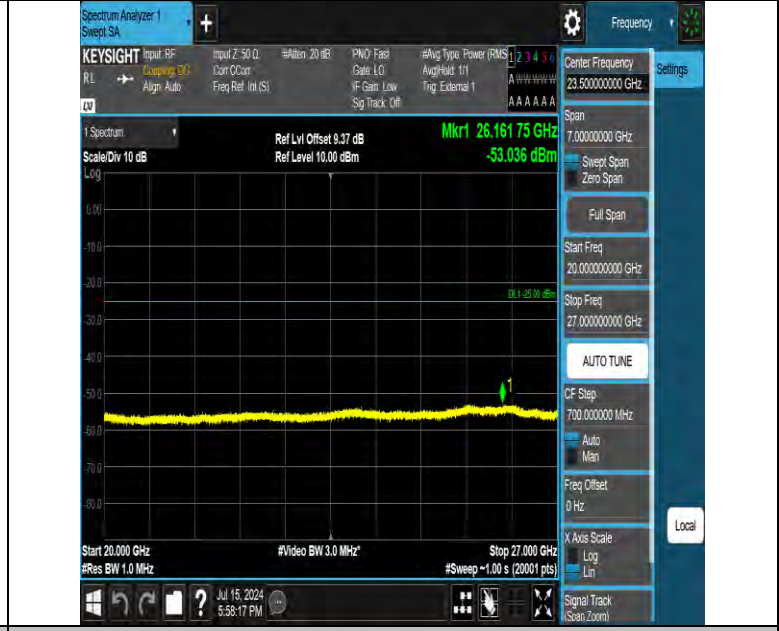 Spectrum Analyzer 1
Swept SA
Frequency
KEYSIGHT
RL
Input: RF
Coupling: DC
Align: Auto
Input Z: 50 Ω
Corr CCorr
Freq Ref: Int (S)
#Atten: 20 dB
PNO: Fast
Gate: LO
IF Gain: Low
Sig Track: Off
#Avg Type: Power (RMS
Avg|Hold: 1/1
Trig: External 1
1 2 3 4 5 6
A W W W W W
A A A A A A
1 Spectrum
Scale/Div 10 dB
Ref Lvl Offset 9.37 dB
Ref Level 10.00 dBm
Mkr1 26.161 75 GHz
-53.036 dBm
Log
0.00
-10.0
-20.0
-30.0
-40.0
-50.0
-60.0
-70.0
-80.0
DL1 -25.00 dBm
1
Start 20.000 GHz
#Res BW 1.0 MHz
#Video BW 3.0 MHz*
Stop 27.000 GHz
#Sweep ~1.00 s (20001 pts)
Jul 15, 2024
5:58:17 PM
Center Frequency
23.500000000 GHz
Settings
Span
7.00000000 GHz
Swept Span
Zero Span
Full Span
Start Freq
20.000000000 GHz
Stop Freq
27.000000000 GHz
AUTO TUNE
CF Step
700.000000 MHz
Auto
Man
Freq Offset
0 Hz
X Axis Scale
Log
Lin
Local
Signal Track
(Span Zoom)